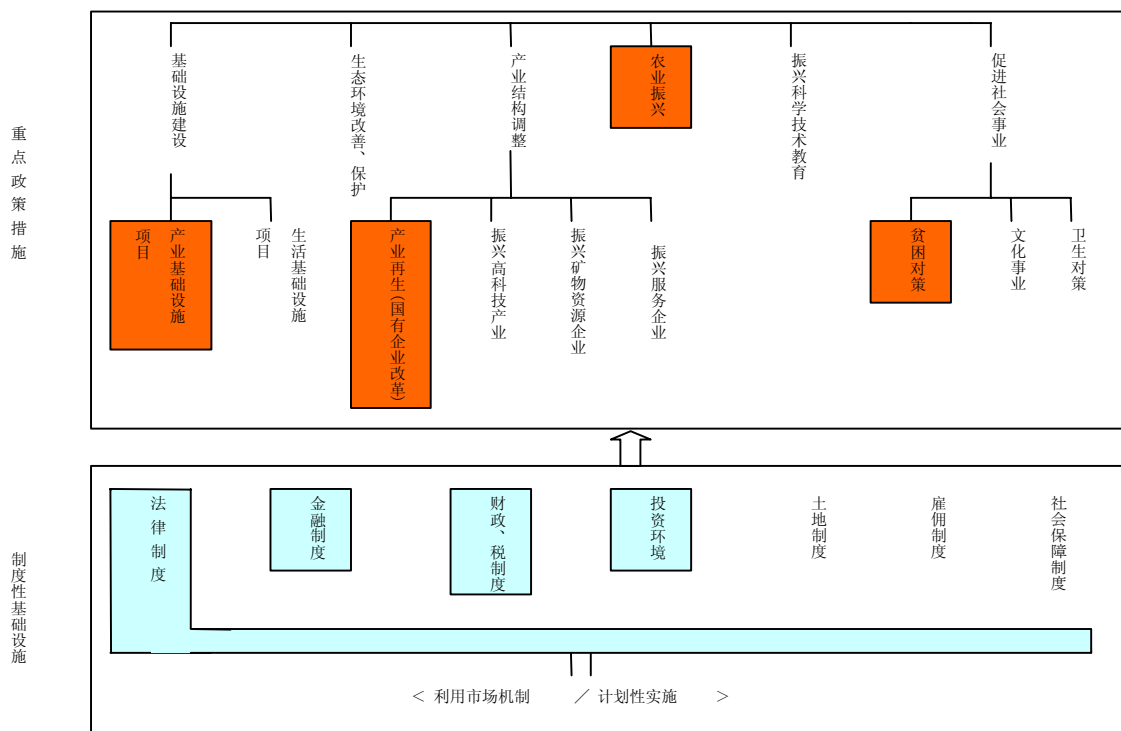 重点政策措施
基础设施建设
生态环境改善、保护
产业结构调整
农业振兴
振兴科学技术教育
促进社会事业
产业基础设施
项目
生活基础设施
项目
产业再生(国有企业改革)
振兴高科技产业
振兴矿物资源企业
振兴服务企业
贫困对策
文化事业
卫生对策
制度性基础设施
法律制度
金融制度
财政、税制度
投资环境
土地制度
雇佣制度
社会保障制度
< 利用市场机制 / 计划性实施 >